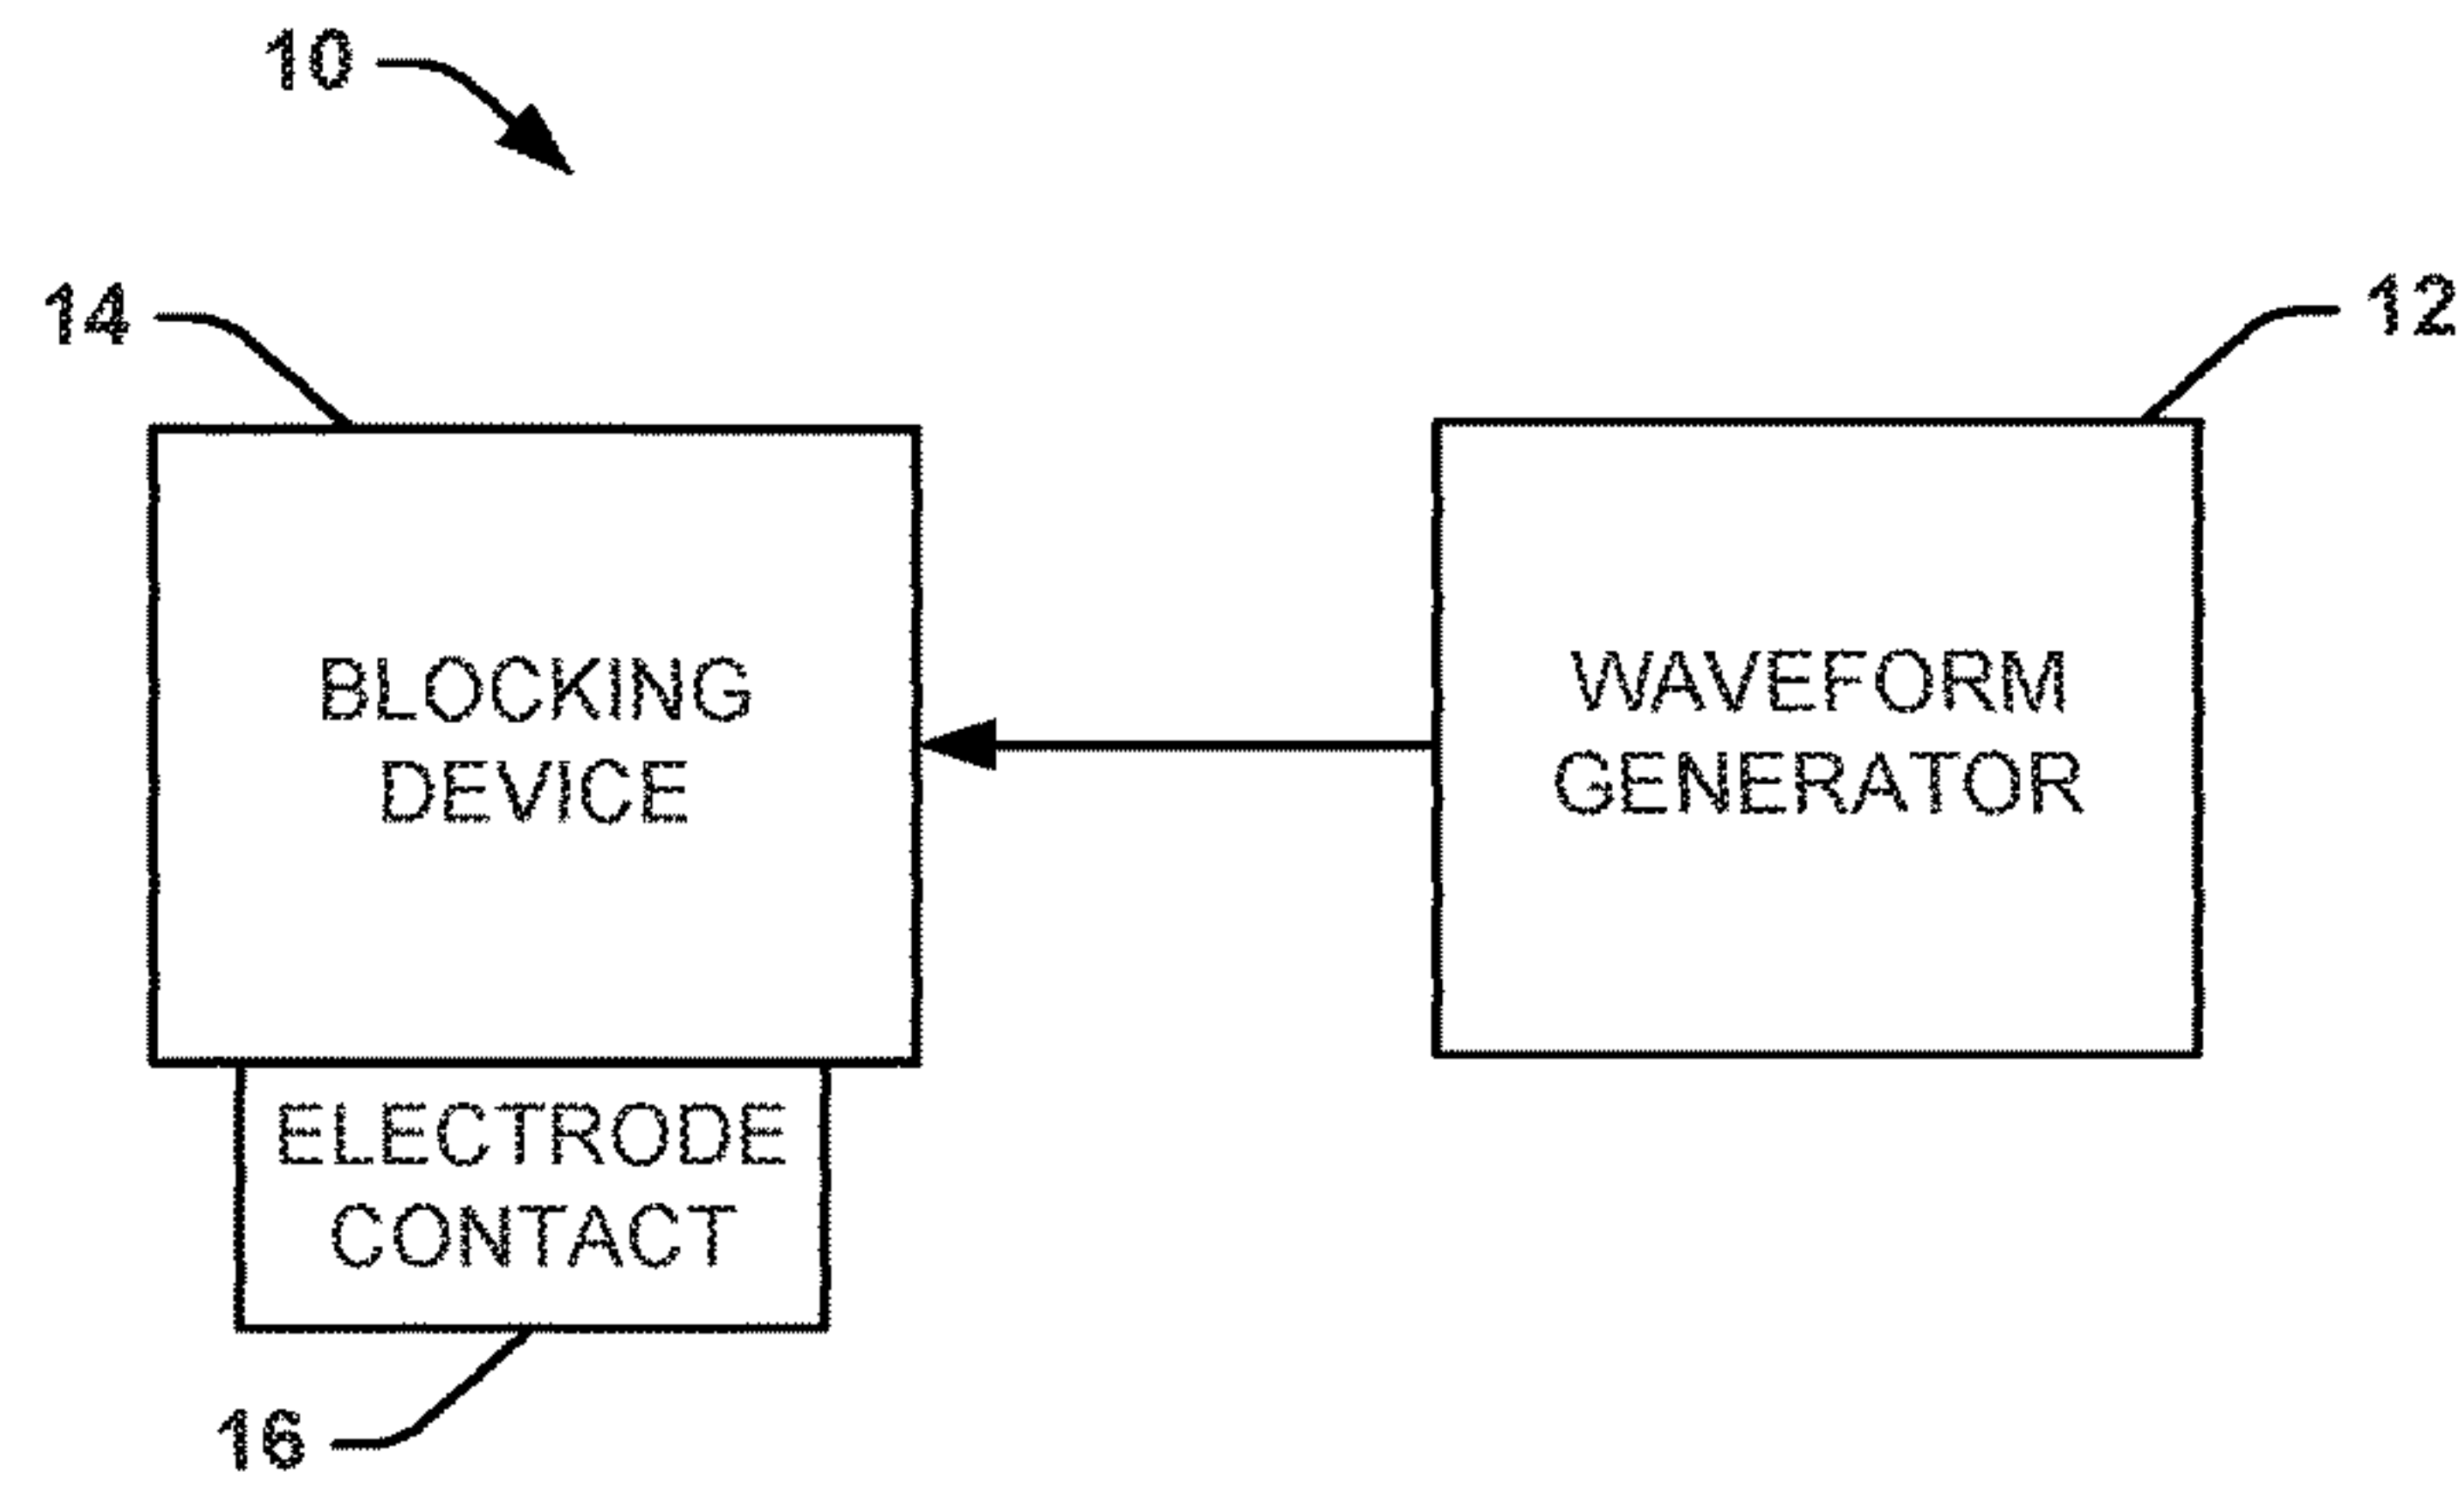 10
14
12
BLOCKING
DEVICE
WAVEFORM
GENERATOR
ELECTRODE
CONTACT
16